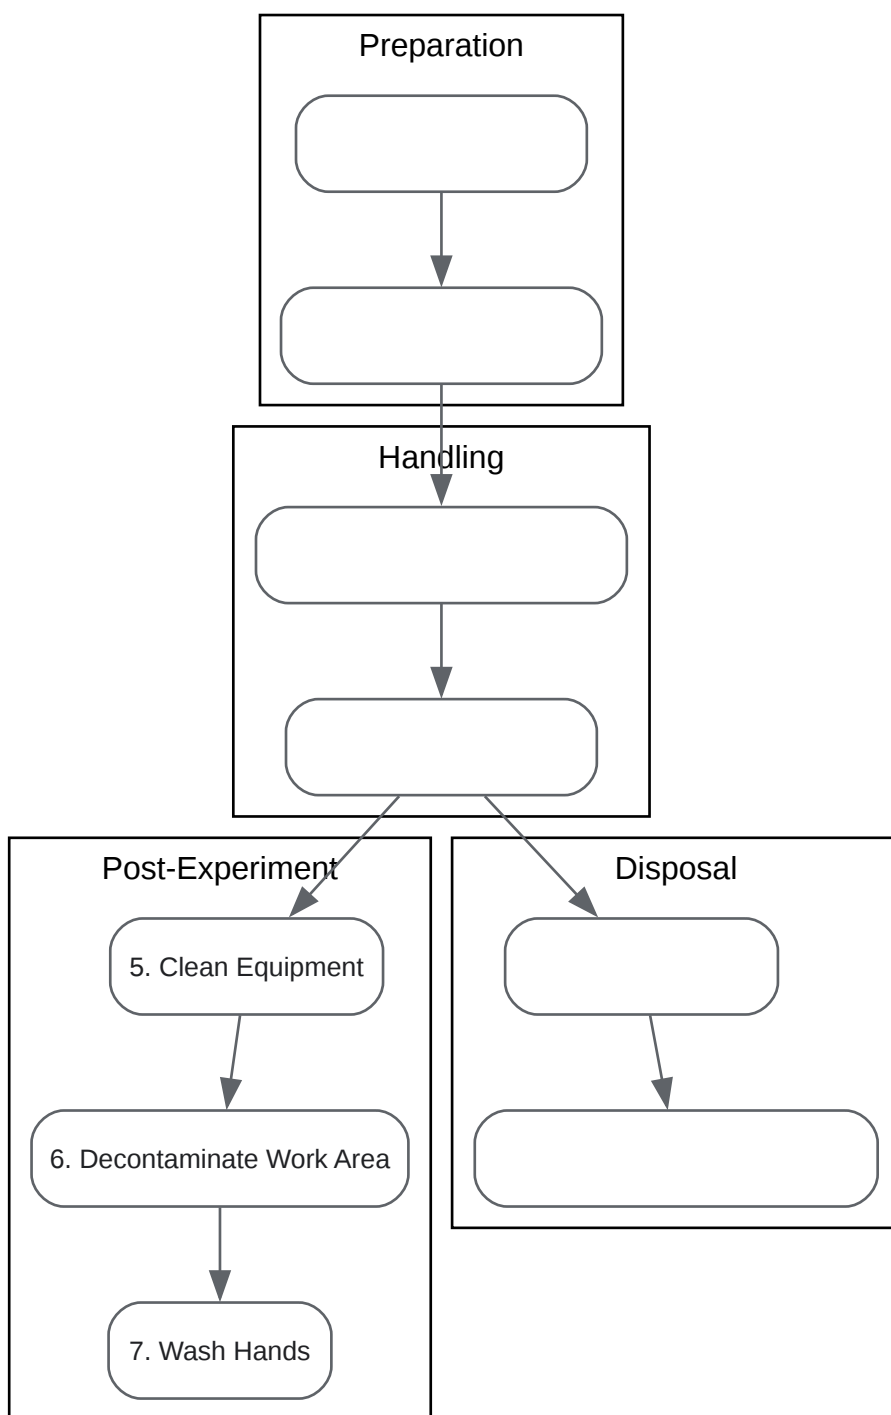 Preparation
Handling
Post-Experiment
Disposal
5. Clean Equipment
6. Decontaminate Work Area
7. Wash Hands